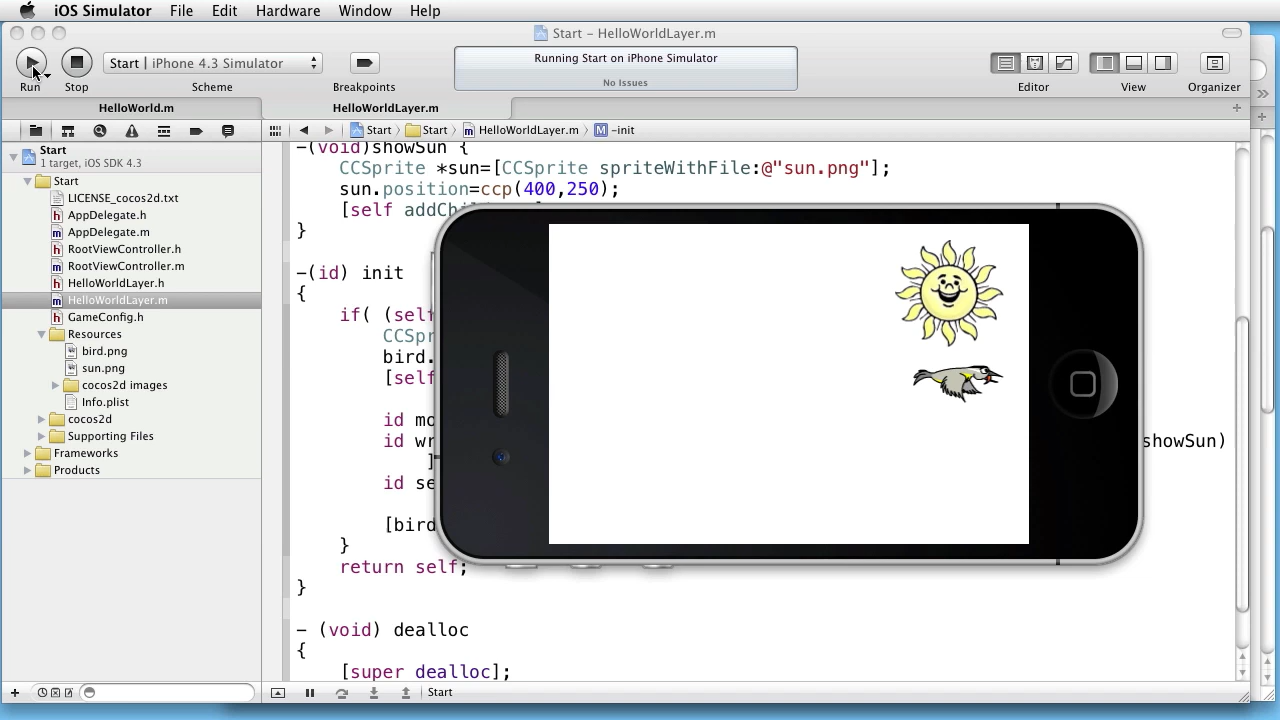 iOS Simulator File Edit Hardware Window Help
Start – HelloWorldLayer.m
Start | iPhone 4.3 Simulator
Running Start on iPhone Simulator
No Issues
Run Stop Scheme Breakpoints Editor View Organizer
HelloWorld.m HelloWorldLayer.m
Start Start HelloWorldLayer.m M -init
Start
1 target, iOS SDK 4.3
Start
LICENSE_cocos2d.txt
h AppDelegate.h
m AppDelegate.m
h RootViewController.h
m RootViewController.m
h HelloWorldLayer.h
m HelloWorldLayer.m
h GameConfig.h
Resources
bird.png
sun.png
cocos2d images
Info.plist
cocos2d
Supporting Files
Frameworks
Products
-(void)showSun {
CCSprite *sun=[CCSprite spriteWithFile:@"sun.png"];
sun.position=ccp(400,250);
[self addCh
}
-(id) init
{
if( (self
CCSpr
bird.
[self
id mo
id wr showSun)
]
id se
[bird
}
return self;
}
- (void) dealloc
{
[super dealloc];
Start